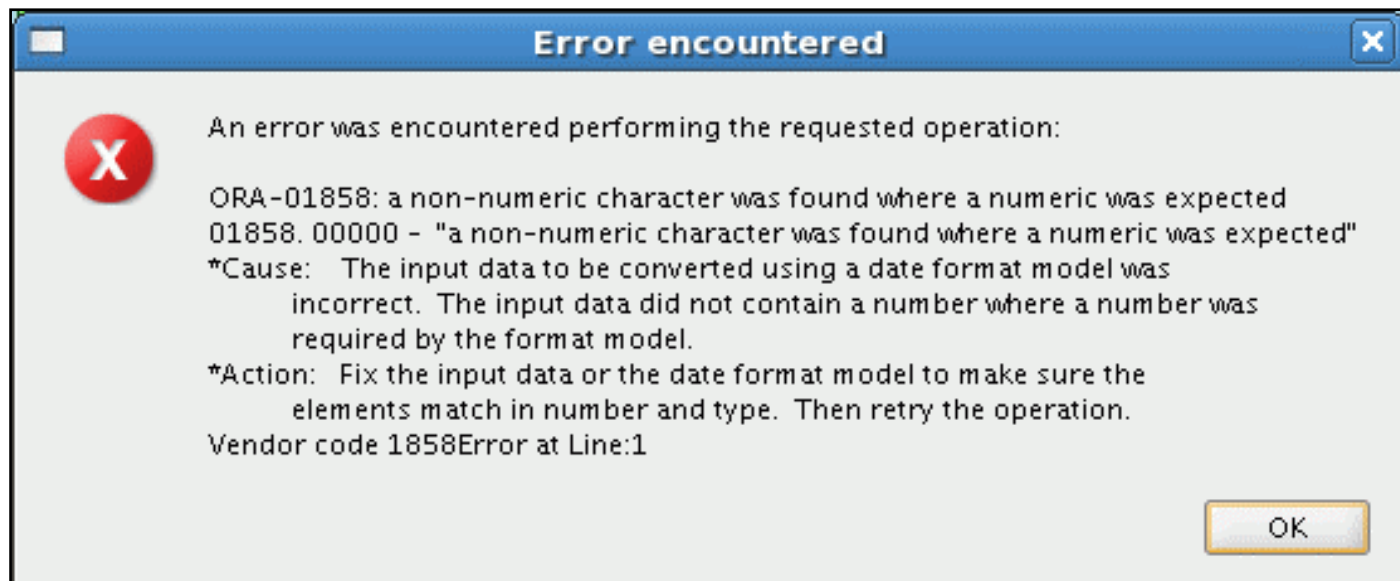 Error encountered
An error was encountered performing the requested operation:
ORA-01858: a non-numeric character was found where a numeric was expected
01858. 00000 - "a non-numeric character was found where a numeric was expected"
*Cause: The input data to be converted using a date format model was
incorrect. The input data did not contain a number where a number was
required by the format model.
*Action: Fix the input data or the date format model to make sure the
elements match in number and type. Then retry the operation.
Vendor code 1858Error at Line:1
OK